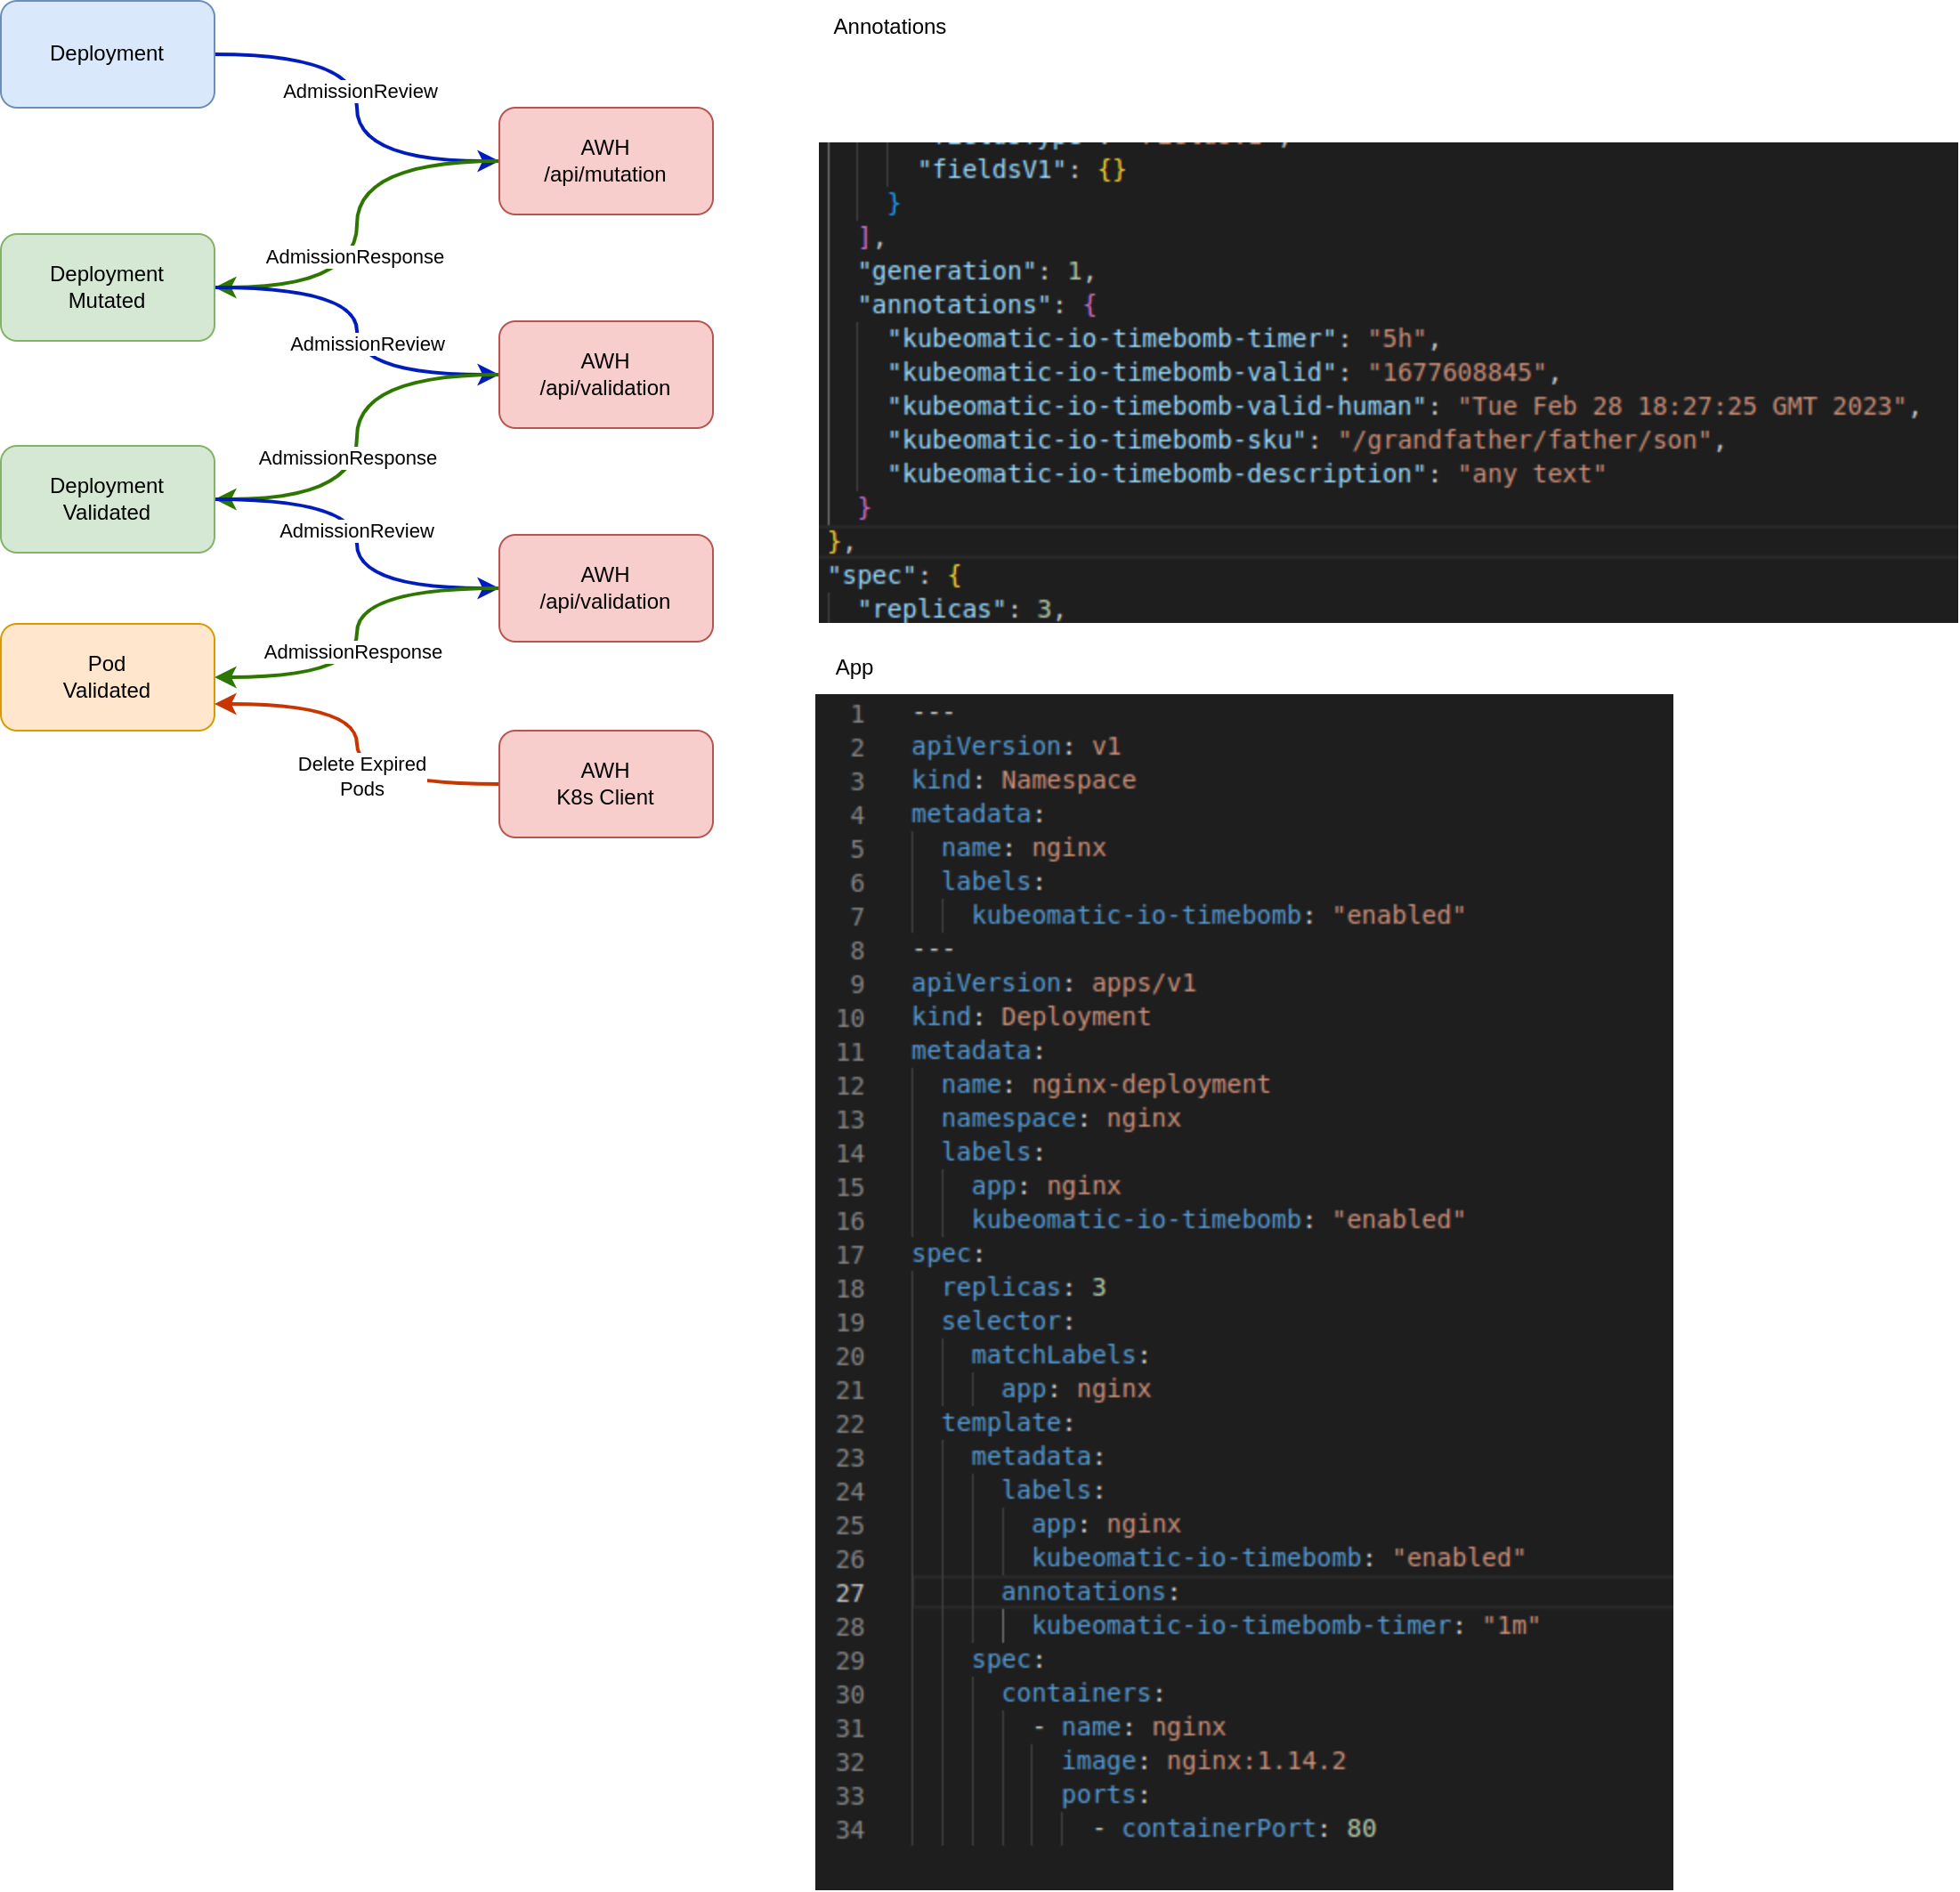 Deployment
AdmissionReview
AWH
/api/mutation
AdmissionResponse
Deployment
Mutated
AdmissionReview
AWH
/api/validation
AdmissionResponse
Deployment
Validated
AdmissionReview
AWH
/api/validation
AdmissionResponse
Pod
Validated
Delete Expired
Pods
AWH
K8s Client
Annotations
"fieldsV1": {}
}
],
"generation": 1,
"annotations": {
"kubeomatic-io-timebomb-timer": "5h",
"kubeomatic-io-timebomb-valid": "1677608845",
"kubeomatic-io-timebomb-valid-human": "Tue Feb 28 18:27:25 GMT 2023",
"kubeomatic-io-timebomb-sku": "/grandfather/father/son",
"kubeomatic-io-timebomb-description": "any text"
}
},
"spec": {
"replicas": 3,
App
1 ---
2 apiVersion: v1
3 kind: Namespace
4 metadata:
5 name: nginx
6 labels:
7 kubeomatic-io-timebomb: "enabled"
8 ---
9 apiVersion: apps/v1
10 kind: Deployment
11 metadata:
12 name: nginx-deployment
13 namespace: nginx
14 labels:
15 app: nginx
16 kubeomatic-io-timebomb: "enabled"
17 spec:
18 replicas: 3
19 selector:
20 matchLabels:
21 app: nginx
22 template:
23 metadata:
24 labels:
25 app: nginx
26 kubeomatic-io-timebomb: "enabled"
27 annotations:
28 kubeomatic-io-timebomb-timer: "1m"
29 spec:
30 containers:
31 - name: nginx
32 image: nginx:1.14.2
33 ports:
34 - containerPort: 80